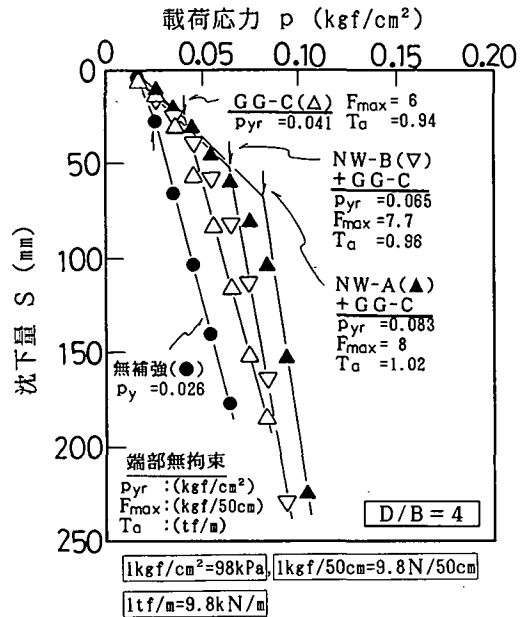 載荷応力 p (kgf/cm²)
0 0.05 0.10 0.15 0.20
0
50
100
150
200
250
沈下量 S (mm)
GG-C(△) Fmax= 6
pyr=0.041 Ta =0.94
NW-B(▽)
+GG-C
pyr =0.065
Fmax=7.7
Ta =0.96
NW-A(▲)
+GG-C
pyr =0.083
Fmax= 8
Ta =1.02
無補強(●)
py =0.026
端部無拘束
pyr :(kgf/cm²)
Fmax:(kgf/50cm)
Ta :(tf/m)
D/B=4
1kgf/cm²=98kPa, 1kgf/50cm=9.8N/50cm
1tf/m=9.8kN/m